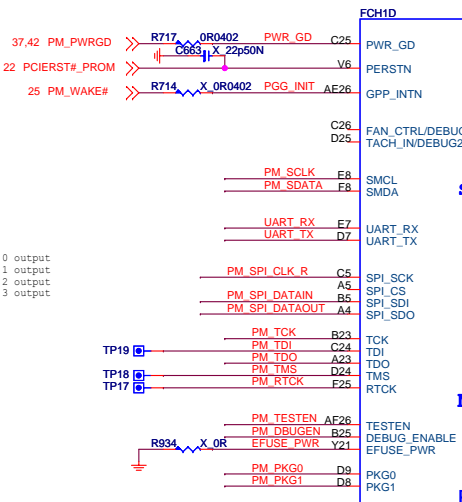 FCH1D
37,42 PM_PWRGD R717 0R0402 PWR_GD C25 PWR_GD
C663 X_22p50N
22 PCIERST#_PROM V6 PERSTN
25 PM_WAKE# R714 X_0R0402 PGG_INIT AE26 GPP_INTN
C26 FAN_CTRL/DEBUG
D25 TACH_IN/DEBUG2
PM_SCLK E8 SMCL
PM_SDATA F8 SMDA
UART_RX E7 UART_RX
UART_TX D7 UART_TX
0 output
1 output
2 output
3 output
PM_SPI_CLK_R C5 SPI_SCK
A5 SPI_CS
PM_SPI_DATAIN B5 SPI_SDI
PM_SPI_DATAOUT A4 SPI_SDO
PM_TCK B23 TCK
TP19 PM_TDI C24 TDI
PM_TDO A23 TDO
TP18 PM_TMS D24 TMS
TP17 PM_RTCK F25 RTCK
PM_TESTEN AF26 TESTEN
PM_DBUGEN B25 DEBUG_ENABLE
R934 X_0R EFUSE_PWR Y21 EFUSE_PWR
PM_PKG0 D9 PKG0
PM_PKG1 D8 PKG1